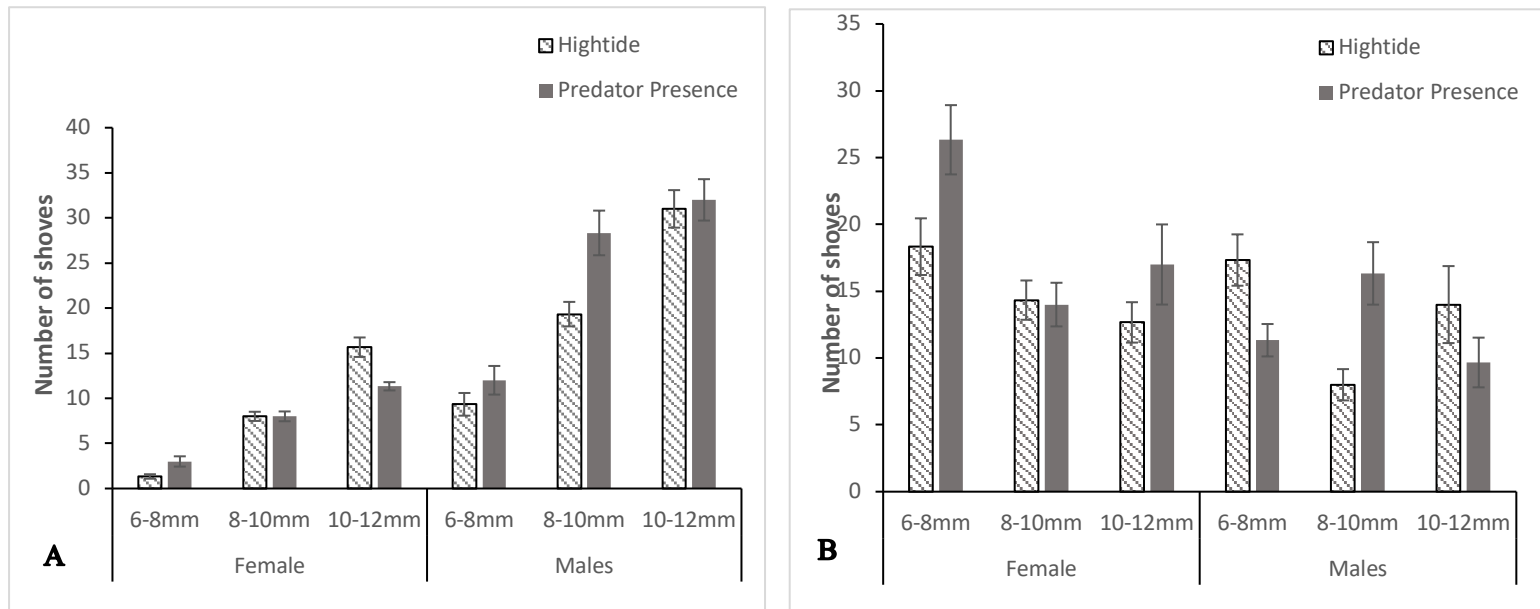 Hightide
Predator Presence
40
35
30
25
20
15
10
5
0
Number of shoves
6-8mm 8-10mm 10-12mm 6-8mm 8-10mm 10-12mm
Female Males
A
Hightide
Predator Presence
35
30
25
20
15
10
5
0
Number of shoves
6-8mm 8-10mm 10-12mm 6-8mm 8-10mm 10-12mm
Female Males
B